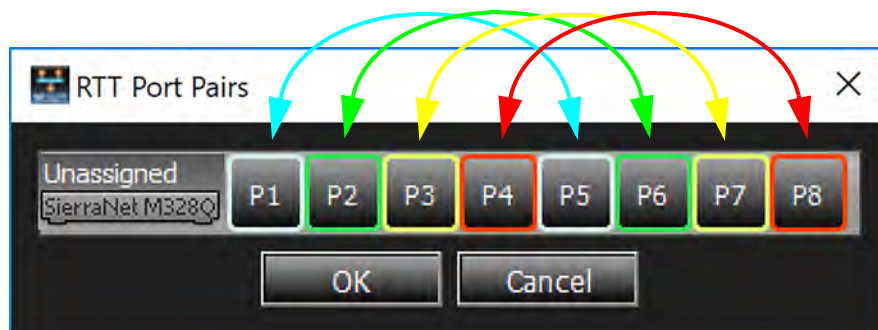 RTT Port Pairs
Unassigned
SierraNet M328Q
P1 P2 P3 P4 P5 P6 P7 P8
OK Cancel